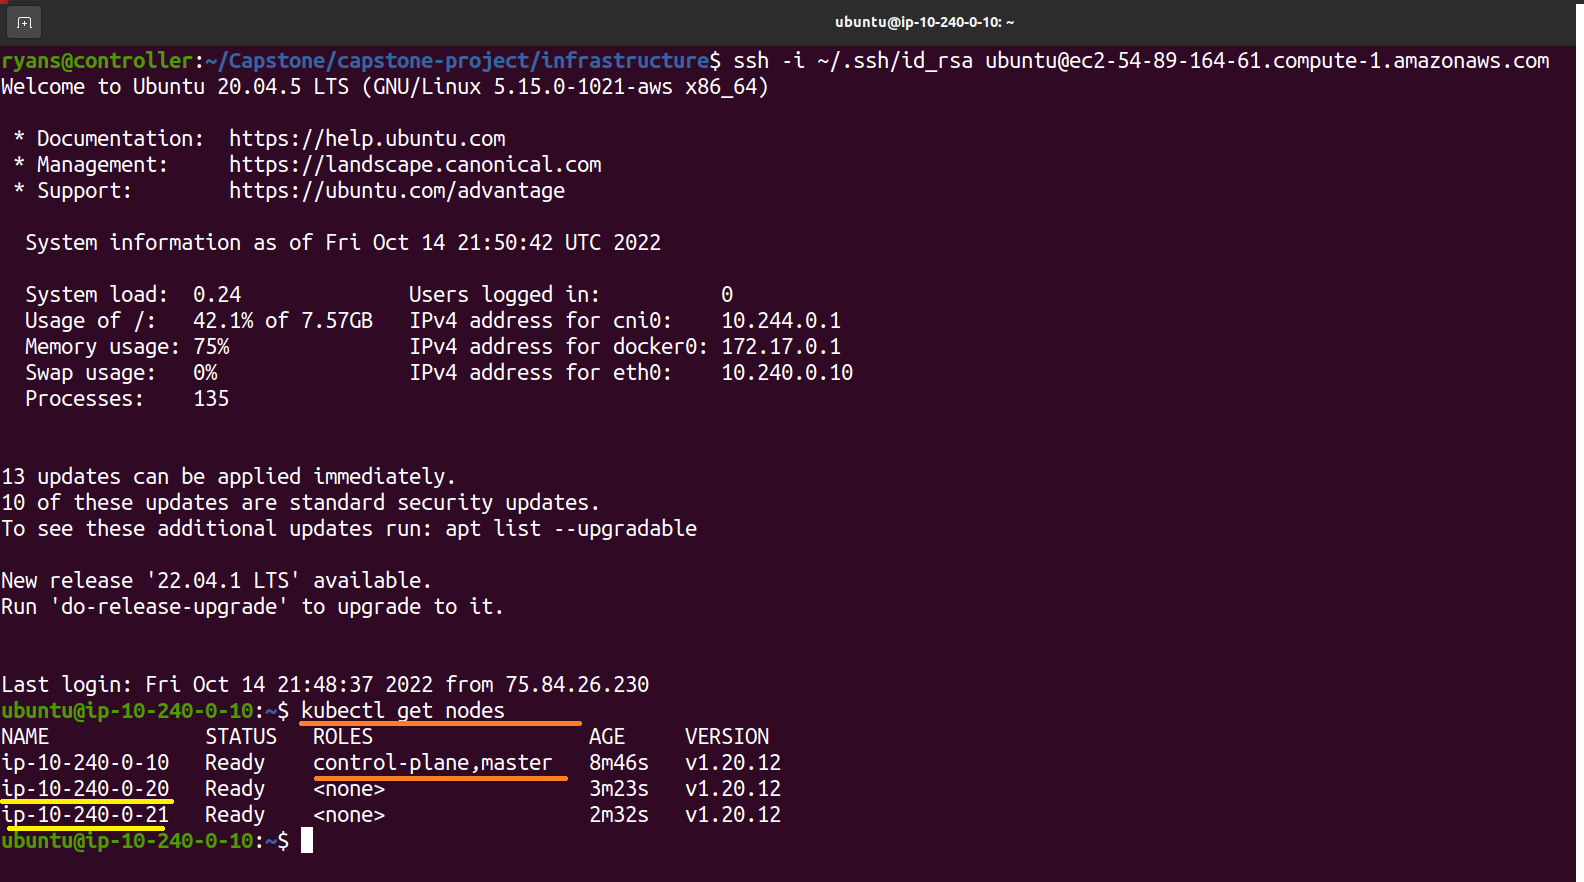 ubuntu@ip-10-240-0-10: ~
ryans@controller:~/Capstone/capstone-project/infrastructure$ ssh -i ~/.ssh/id_rsa ubuntu@ec2-54-89-164-61.compute-1.amazonaws.com
Welcome to Ubuntu 20.04.5 LTS (GNU/Linux 5.15.0-1021-aws x86_64)
* Documentation:  https://help.ubuntu.com
* Management:     https://landscape.canonical.com
* Support:        https://ubuntu.com/advantage
System information as of Fri Oct 14 21:50:42 UTC 2022
System load:  0.24               Users logged in:          0
Usage of /:   42.1% of 7.57GB   IPv4 address for cni0:    10.244.0.1
Memory usage: 75%               IPv4 address for docker0: 172.17.0.1
Swap usage:   0%                IPv4 address for eth0:    10.240.0.10
Processes:    135
13 updates can be applied immediately.
10 of these updates are standard security updates.
To see these additional updates run: apt list --upgradable
New release '22.04.1 LTS' available.
Run 'do-release-upgrade' to upgrade to it.
Last login: Fri Oct 14 21:48:37 2022 from 75.84.26.230
ubuntu@ip-10-240-0-10:~$ kubectl get nodes
NAME             STATUS   ROLES                  AGE     VERSION
ip-10-240-0-10   Ready    control-plane,master   8m46s   v1.20.12
ip-10-240-0-20   Ready    <none>                 3m23s   v1.20.12
ip-10-240-0-21   Ready    <none>                 2m32s   v1.20.12
ubuntu@ip-10-240-0-10:~$